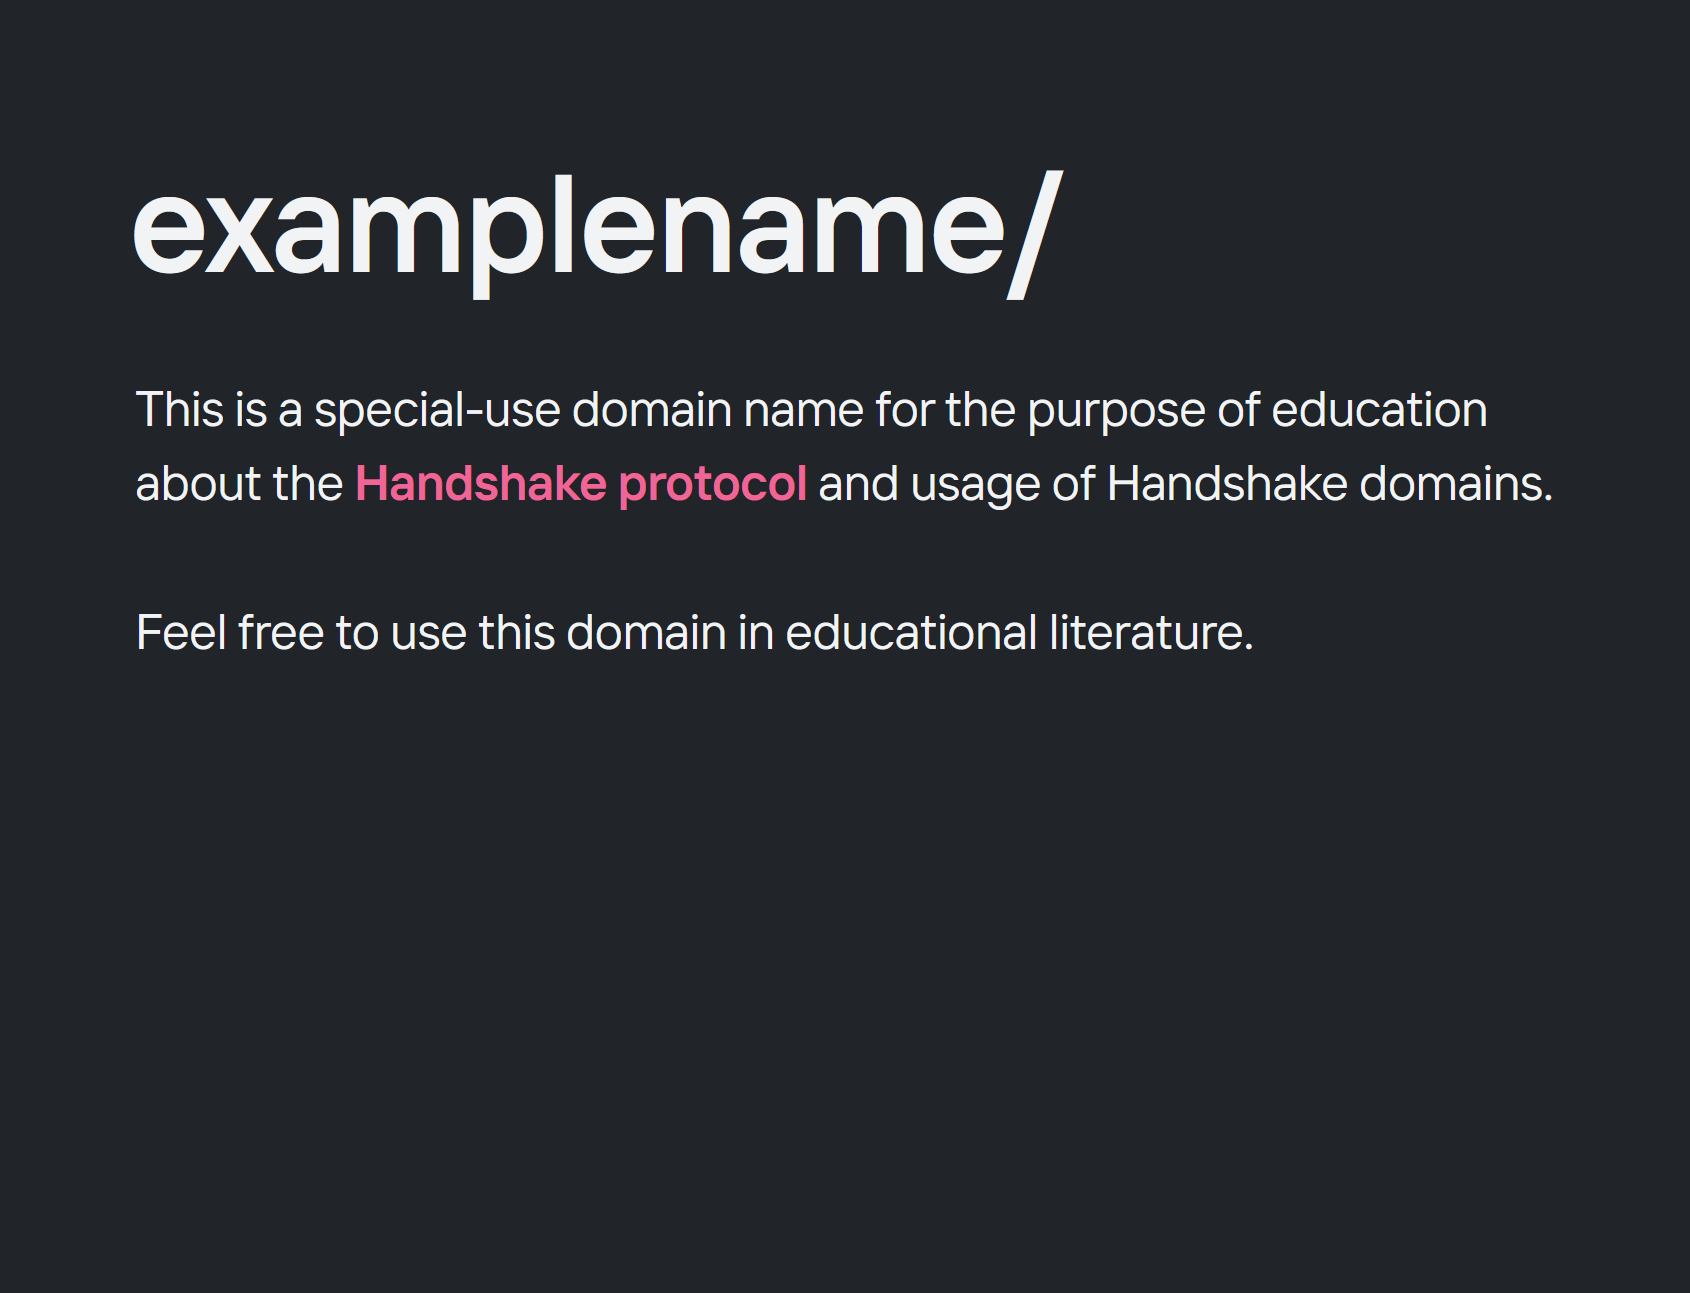 examplename/
This is a special-use domain name for the purpose of education
about the Handshake protocol and usage of Handshake domains.
Feel free to use this domain in educational literature.